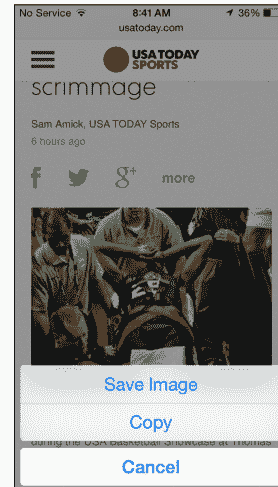 No Service 8:41 AM 36%
usatoday.com
USA TODAY
SPORTS
scrimmage
Sam Amick, USA TODAY Sports
6 hours ago
f g+ more
Save Image
Copy
during the USA Basketball Showcase at Thomas
Cancel